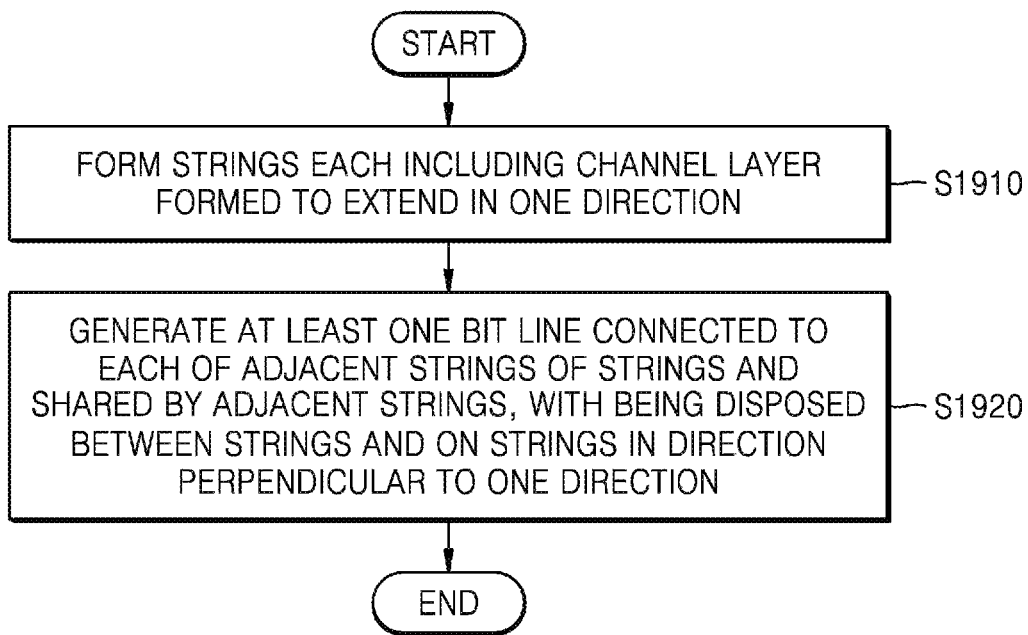 START
FORM STRINGS EACH INCLUDING CHANNEL LAYER
FORMED TO EXTEND IN ONE DIRECTION
S1910
GENERATE AT LEAST ONE BIT LINE CONNECTED TO
EACH OF ADJACENT STRINGS OF STRINGS AND
SHARED BY ADJACENT STRINGS, WITH BEING DISPOSED
BETWEEN STRINGS AND ON STRINGS IN DIRECTION
PERPENDICULAR TO ONE DIRECTION
S1920
END